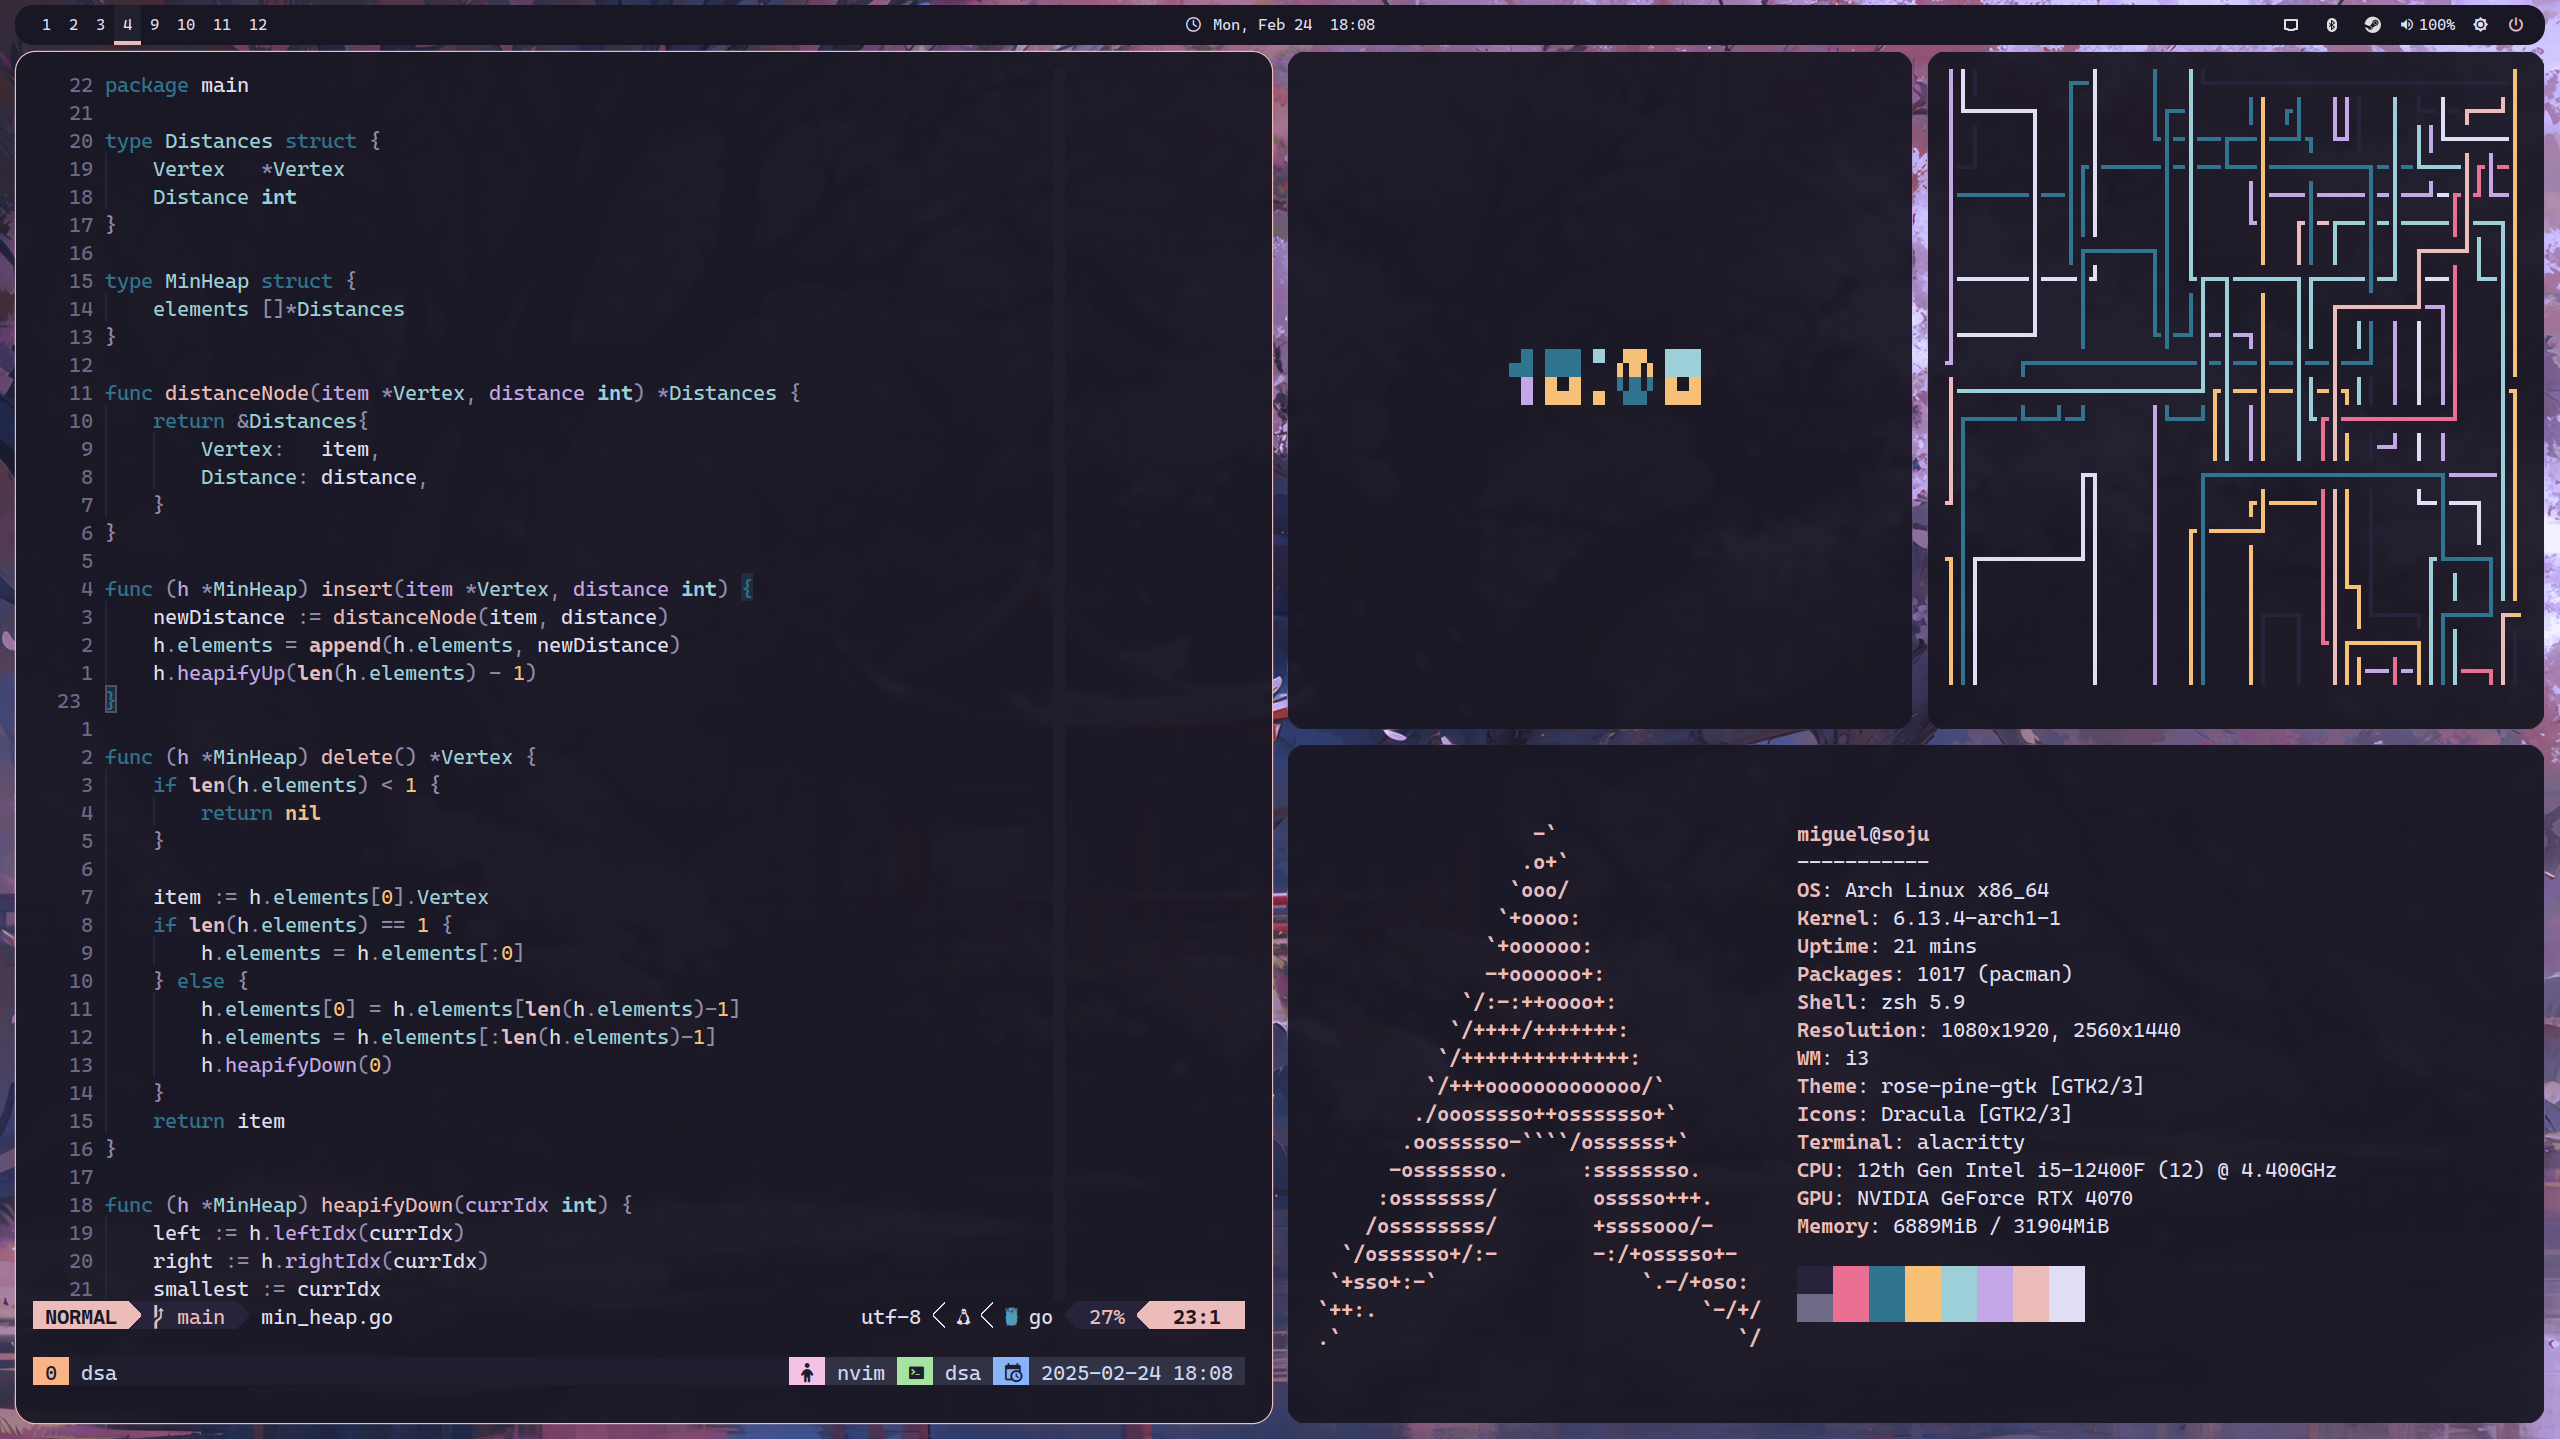 1 2 3 4 9 10 11 12
Mon, Feb 24 18:08
100%
22 package main
21
20 type Distances struct {
19     Vertex   *Vertex
18     Distance int
17 }
16
15 type MinHeap struct {
14     elements []*Distances
13 }
12
11 func distanceNode(item *Vertex, distance int) *Distances {
10     return &Distances{
9         Vertex:   item,
8         Distance: distance,
7     }
6 }
5
4 func (h *MinHeap) insert(item *Vertex, distance int) {
3     newDistance := distanceNode(item, distance)
2     h.elements = append(h.elements, newDistance)
1     h.heapifyUp(len(h.elements) - 1)
23 }
1
2 func (h *MinHeap) delete() *Vertex {
3     if len(h.elements) < 1 {
4         return nil
5     }
6
7     item := h.elements[0].Vertex
8     if len(h.elements) == 1 {
9         h.elements = h.elements[:0]
10     } else {
11         h.elements[0] = h.elements[len(h.elements)-1]
12         h.elements = h.elements[:len(h.elements)-1]
13         h.heapifyDown(0)
14     }
15     return item
16 }
17
18 func (h *MinHeap) heapifyDown(currIdx int) {
19     left := h.leftIdx(currIdx)
20     right := h.rightIdx(currIdx)
21     smallest := currIdx
NORMAL main min_heap.go utf-8 go 27% 23:1
0 dsa nvim dsa 2025-02-24 18:08
18:08
-`
.o+`
`ooo/
`+oooo:
`+oooooo:
-+oooooo+:
`/:-:++oooo+:
`/++++/+++++++:
`/++++++++++++++:
`/+++ooooooooooooo/`
./ooosssso++osssssso+`
.oossssso-````/ossssss+`
-osssssso.      :ssssssso.
:osssssss/        osssso+++.
/ossssssss/        +ssssooo/-
`/ossssso+/:-        -:/+osssso+-
`+sso+:-`                 `.-/+oso:
`++:.                           `-/+/
.`                                 `/
miguel@soju
-----------
OS: Arch Linux x86_64
Kernel: 6.13.4-arch1-1
Uptime: 21 mins
Packages: 1017 (pacman)
Shell: zsh 5.9
Resolution: 1080x1920, 2560x1440
WM: i3
Theme: rose-pine-gtk [GTK2/3]
Icons: Dracula [GTK2/3]
Terminal: alacritty
CPU: 12th Gen Intel i5-12400F (12) @ 4.400GHz
GPU: NVIDIA GeForce RTX 4070
Memory: 6889MiB / 31904MiB